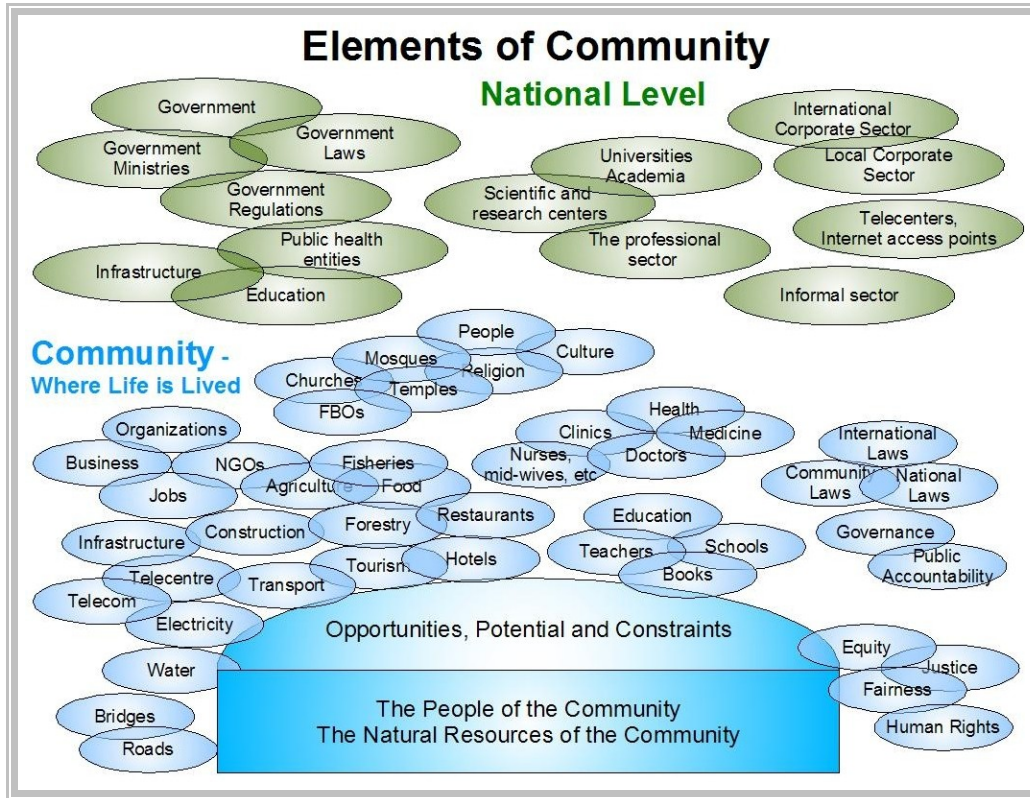 Elements of Community
National Level
Government
Government
Laws
Government
Ministries
Government
Regulations
Public health
entities
Infrastructure
Education
Universities
Academia
Scientific and
research centers
The professional
sector
International
Corporate Sector
Local Corporate
Sector
Telecenters,
Internet access points
Informal sector
Community -
Where Life is Lived
People
Mosques
Culture
Churches
Religion
Temples
FBOs
Organizations
Business
NGOs
Jobs
Agriculture
Fisheries
Food
Infrastructure
Construction
Forestry
Restaurants
Tourism
Hotels
Telecentre
Transport
Telecom
Electricity
Water
Bridges
Roads
Health
Clinics
Medicine
Nurses,
mid-wives, etc
Doctors
Education
Teachers
Schools
Books
International
Laws
Community
Laws
National
Laws
Governance
Public
Accountability
Equity
Justice
Fairness
Human Rights
Opportunities, Potential and Constraints
The People of the Community
The Natural Resources of the Community